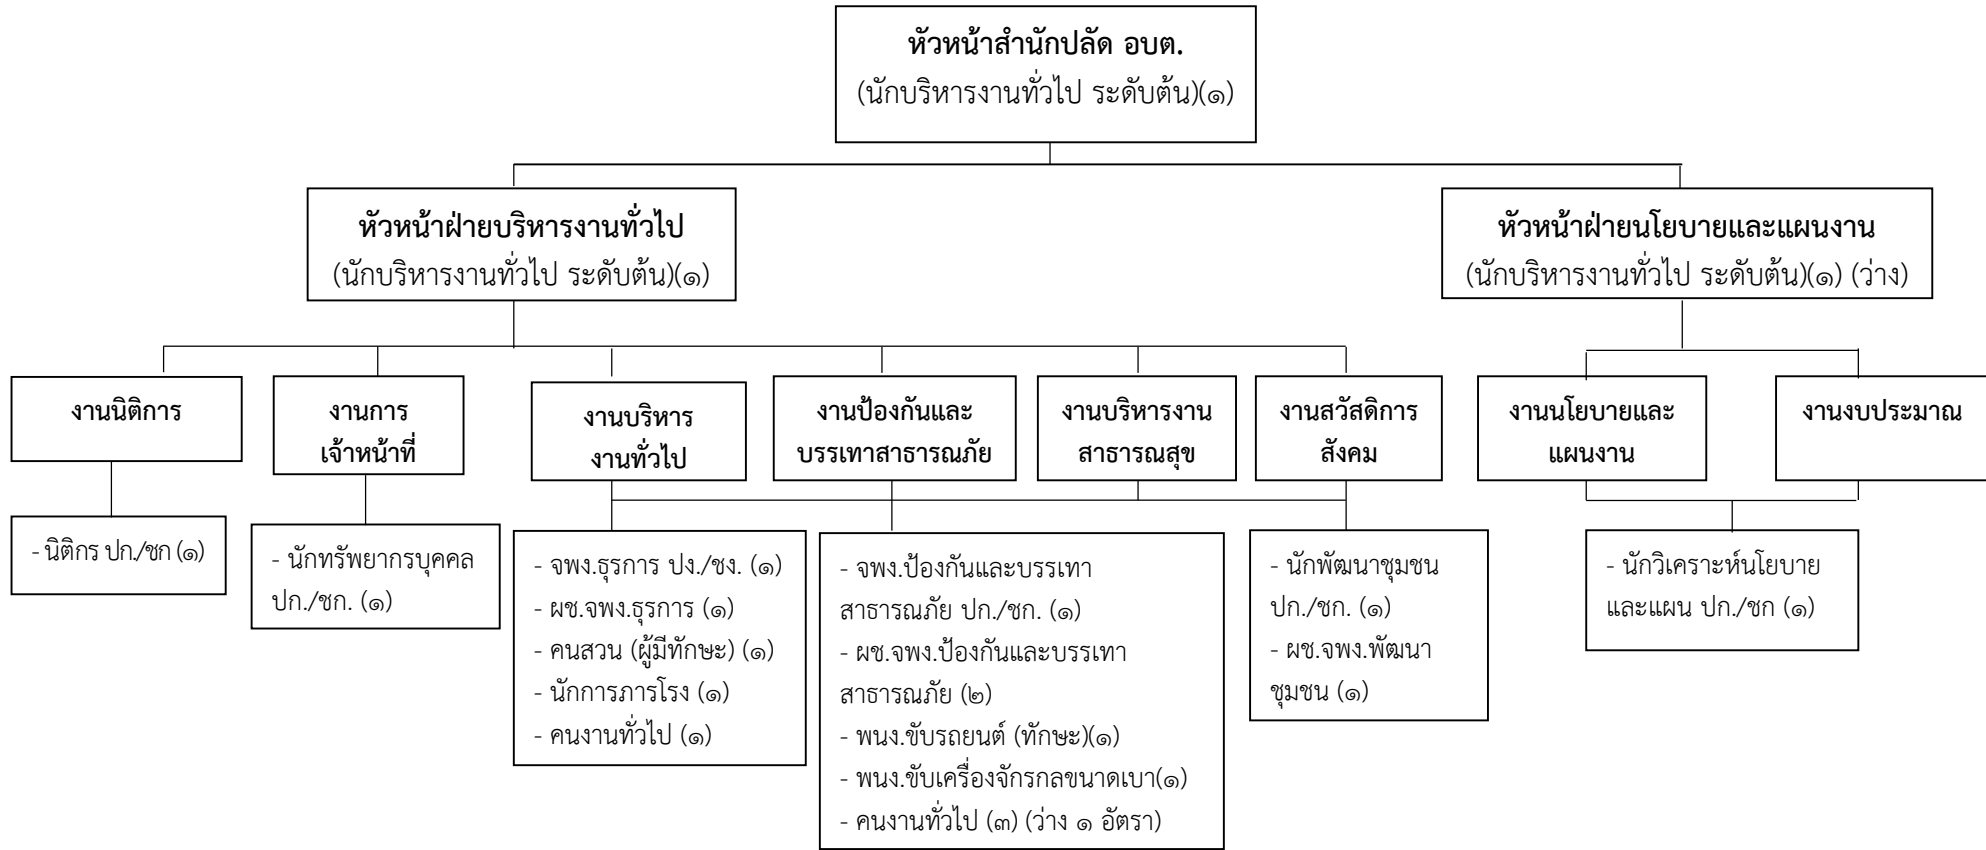 หัวหน้าสำนักปลัด อบต.
(นักบริหารงานทั่วไป ระดับต้น)(๑)
หัวหน้าฝ่ายบริหารงานทั่วไป
(นักบริหารงานทั่วไป ระดับต้น)(๑)
หัวหน้าฝ่ายนโยบายและแผนงาน
(นักบริหารงานทั่วไป ระดับต้น)(๑) (ว่าง)
งานนิติการ
งานการ
เจ้าหน้าที่
งานบริหาร
งานทั่วไป
งานป้องกันและ
บรรเทาสาธารณภัย
งานบริหารงาน
สาธารณสุข
งานสวัสดิการ
สังคม
งานนโยบายและ
แผนงาน
งานงบประมาณ
- นิติกร ปก./ชก (๑)
- นักทรัพยากรบุคคล
ปก./ชก. (๑)
- จพง.ธุรการ ปง./ชง. (๑)
- ผช.จพง.ธุรการ (๑)
- คนสวน (ผู้มีทักษะ) (๑)
- นักการภารโรง (๑)
- คนงานทั่วไป (๑)
- จพง.ป้องกันและบรรเทา
สาธารณภัย ปก./ชก. (๑)
- ผช.จพง.ป้องกันและบรรเทา
สาธารณภัย (๒)
- พนง.ขับรถยนต์ (ทักษะ)(๑)
- พนง.ขับเครื่องจักรกลขนาดเบา(๑)
- คนงานทั่วไป (๓) (ว่าง ๑ อัตรา)
- นักพัฒนาชุมชน
ปก./ชก. (๑)
- ผช.จพง.พัฒนา
ชุมชน (๑)
- นักวิเคราะห์นโยบาย
และแผน ปก./ชก (๑)